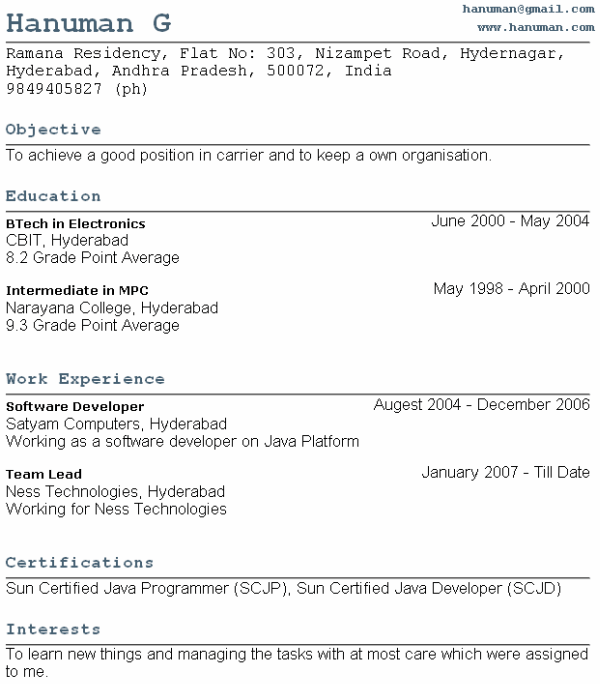 Hanuman G
hanuman@gmail.com
www.hanuman.com
Ramana Residency, Flat No: 303, Nizampet Road, Hydernagar,
Hyderabad, Andhra Pradesh, 500072, India
9849405827 (ph)
Objective
To achieve a good position in carrier and to keep a own organisation.
Education
BTech in Electronics June 2000 - May 2004
CBIT, Hyderabad
8.2 Grade Point Average
Intermediate in MPC May 1998 - April 2000
Narayana College, Hyderabad
9.3 Grade Point Average
Work Experience
Software Developer Augest 2004 - December 2006
Satyam Computers, Hyderabad
Working as a software developer on Java Platform
Team Lead January 2007 - Till Date
Ness Technologies, Hyderabad
Working for Ness Technologies
Certifications
Sun Certified Java Programmer (SCJP), Sun Certified Java Developer (SCJD)
Interests
To learn new things and managing the tasks with at most care which were assigned
to me.